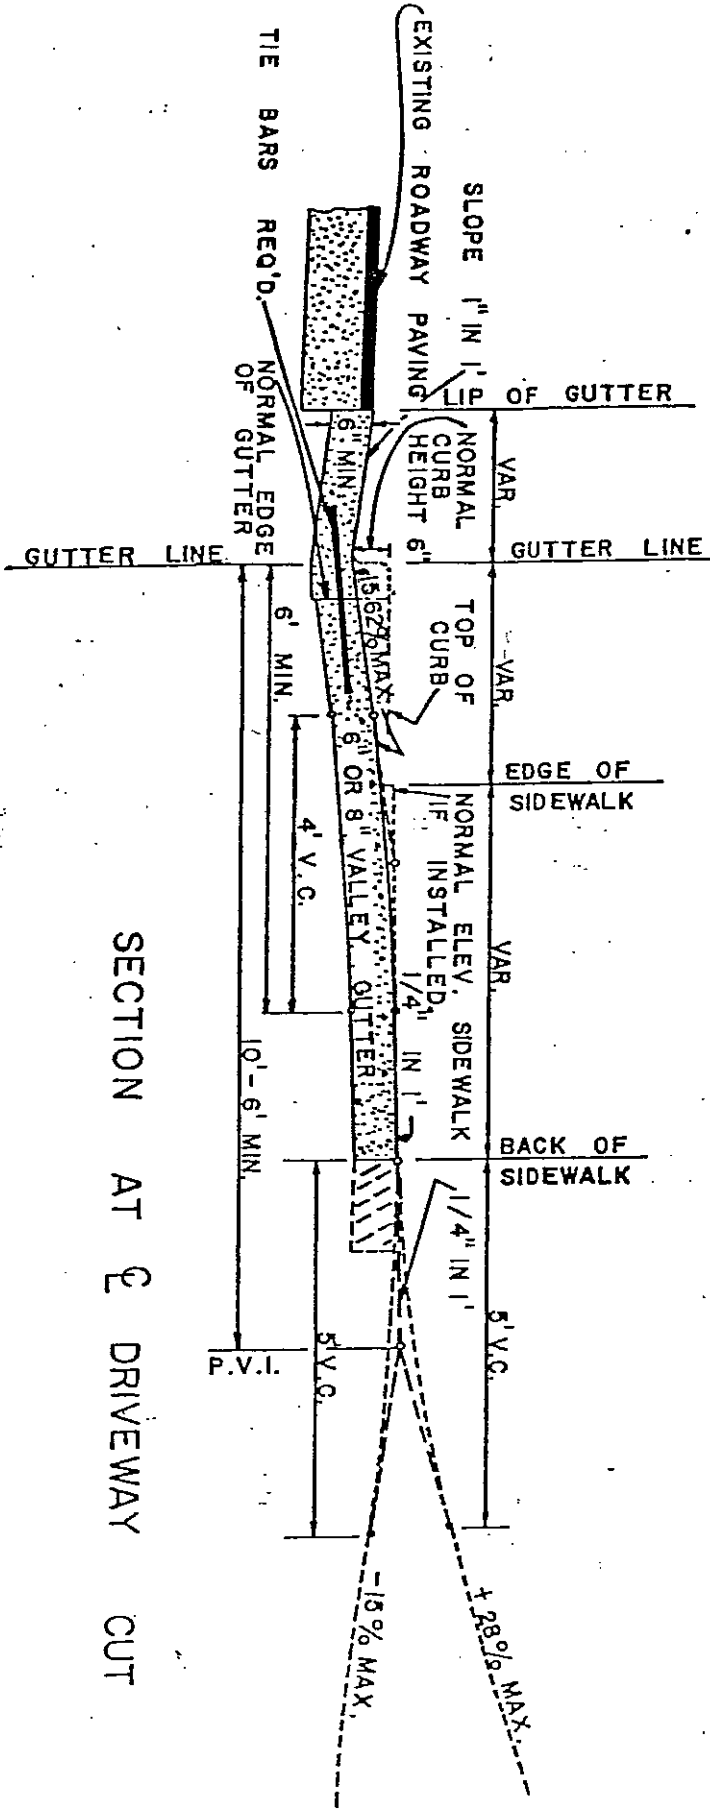 LIP OF GUTTER
GUTTER LINE
EDGE OF
SIDEWALK
BACK OF
SIDEWALK
VAR.
VAR.
VAR.
5' V.C.
SLOPE 1" IN 1'
EXISTING ROADWAY PAVING
NORMAL
CURB
HEIGHT 6"
TOP OF
CURB
NORMAL ELEV. SIDEWALK
IF INSTALLED
1/4" IN 1'
1/4" IN 1'
+28% MAX.
6" MIN.
15.62% MAX
6" OR 8" VALLEY GUTTER
-15% MAX.
4' V.C.
5' V.C.
TIE BARS REQ'D.
NORMAL EDGE
OF GUTTER
6' MIN.
10'-6' MIN.
GUTTER LINE
P.V.I.
SECTION AT ℄ DRIVEWAY CUT